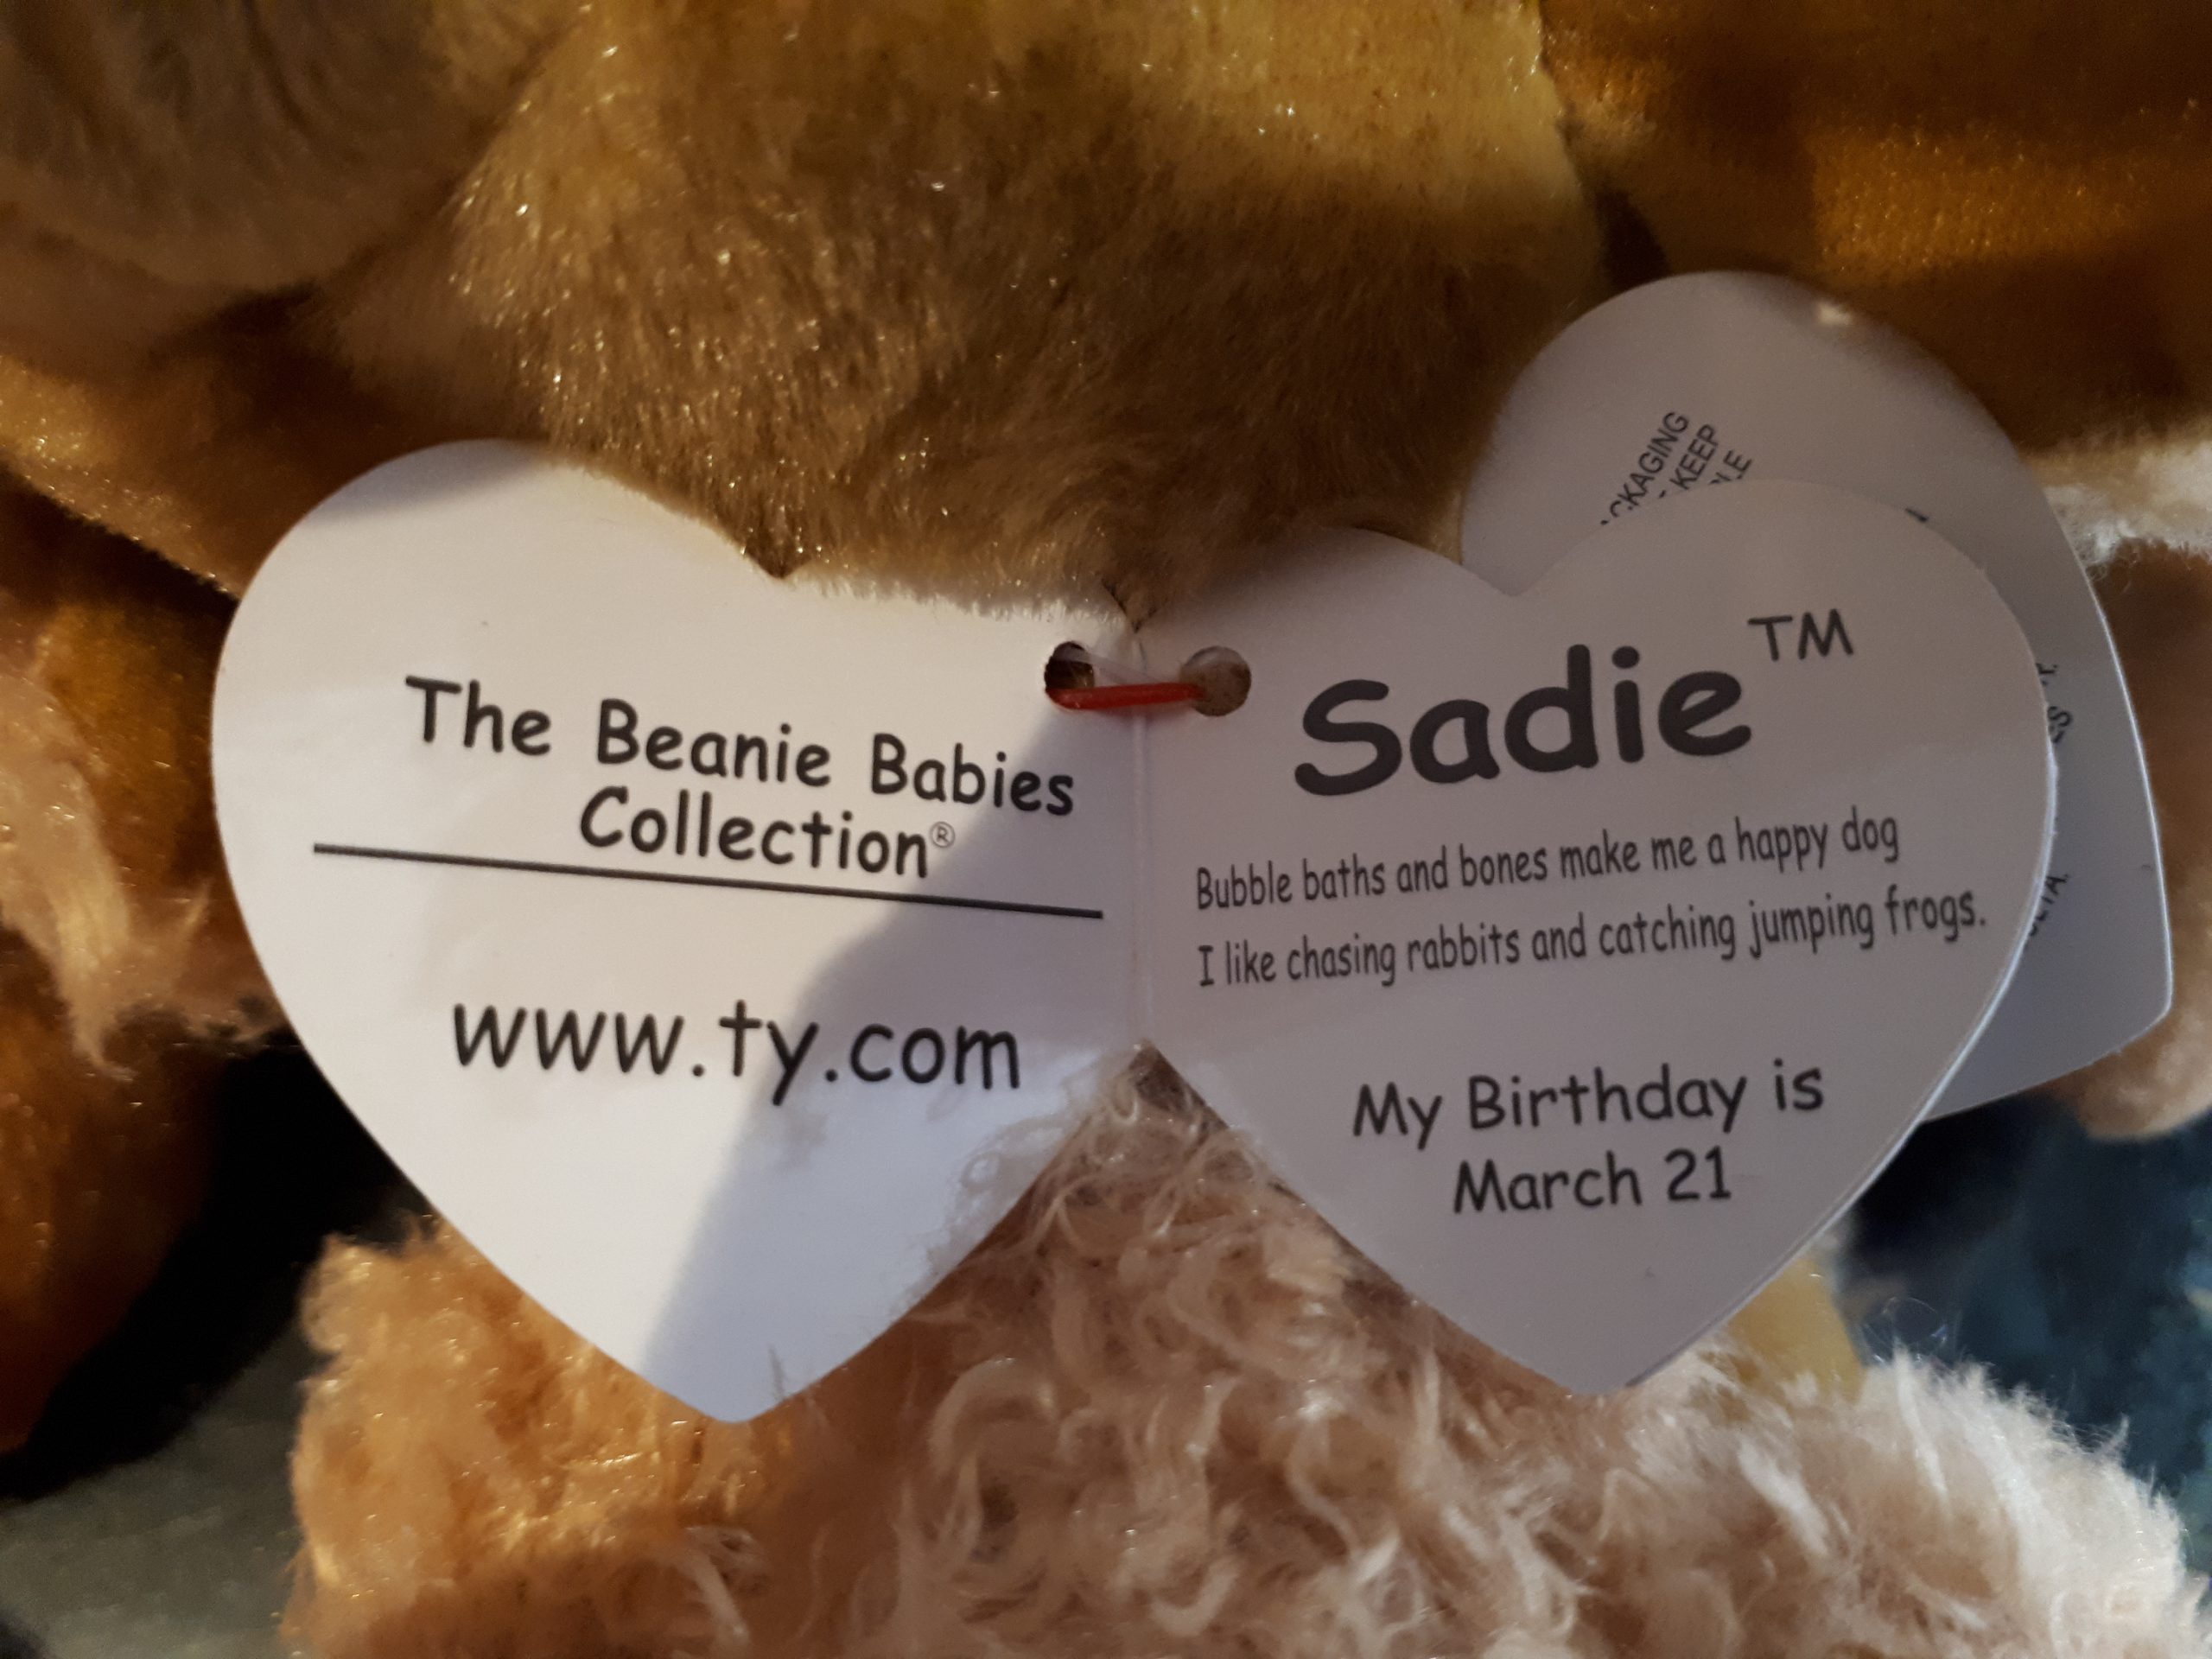 The Beanie Babies
Collection®
www.ty.com
Sadie™
Bubble baths and bones make me a happy dog
I like chasing rabbits and catching jumping frogs.
My Birthday is
March 21
KEEP